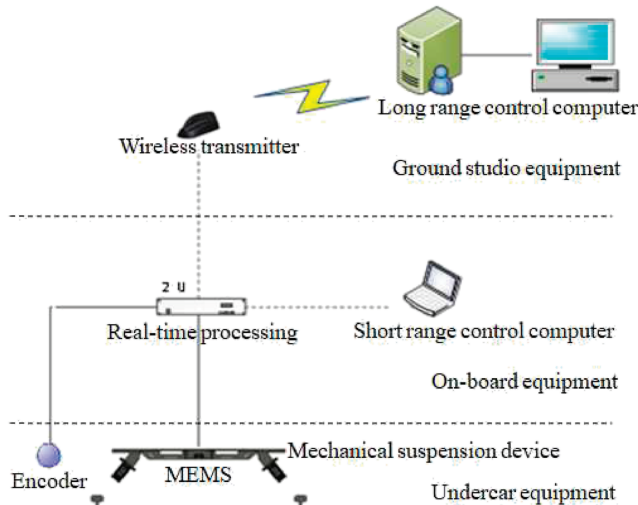 Long range control computer
Wireless transmitter
Ground studio equipment
2 U
Real-time processing
Short range control computer
On-board equipment
Mechanical suspension device
MEMS
Encoder
Undercar equipment